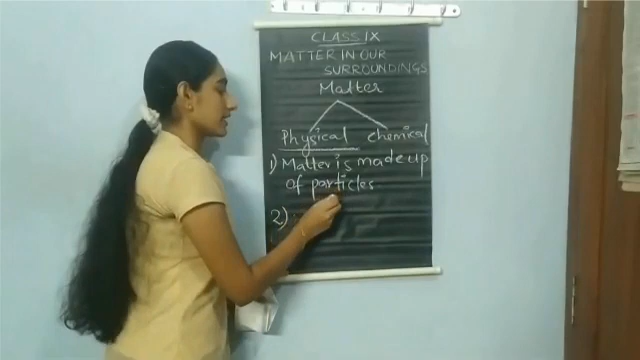 CLASS IX
MATTER IN OUR
SURROUNDINGS
Matter
Physical chemical
1) Matter is made up
of particles
2)